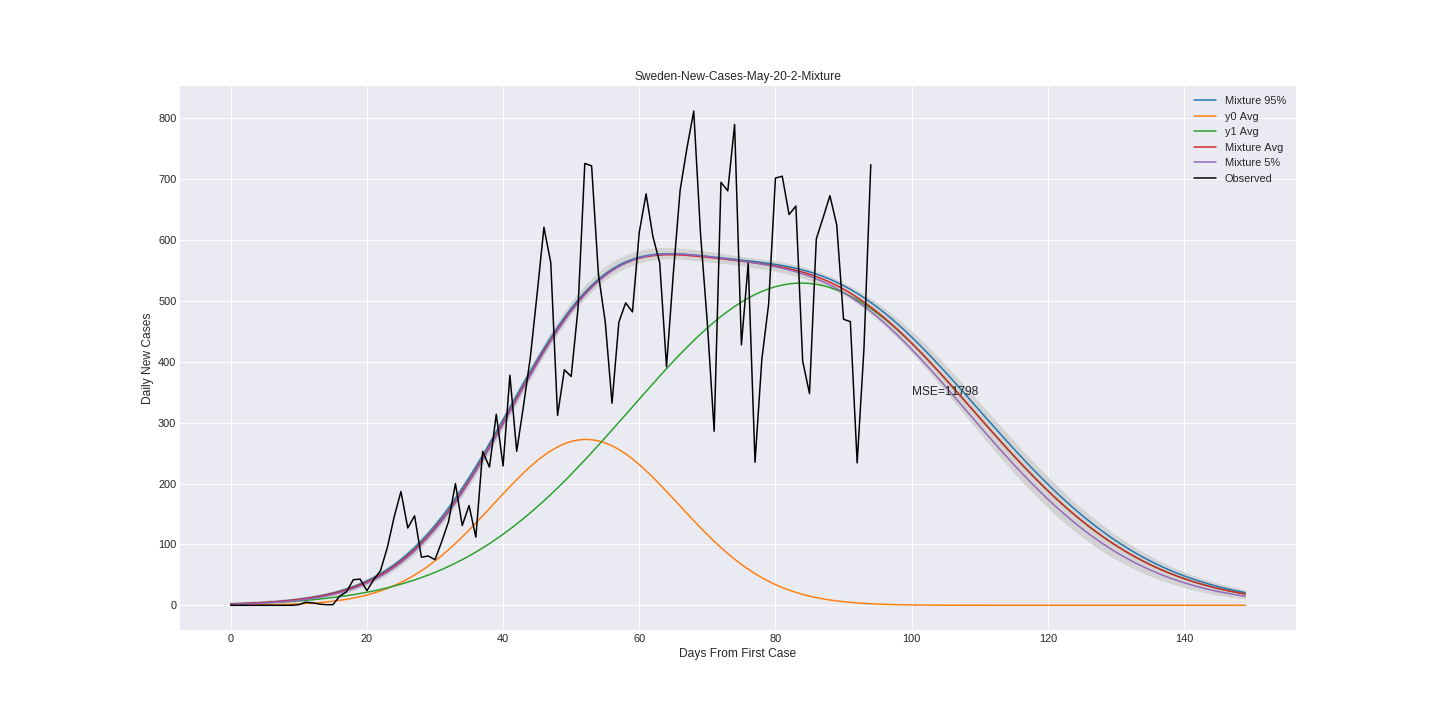 Sweden-New-Cases-May-20-2-Mixture
Mixture 95%
y0 Avg
y1 Avg
Mixture Avg
Mixture 5%
Observed
800
700
600
500
400
300
200
100
0
Daily New Cases
MSE=11798
0 20 40 60 80 100 120 140
Days From First Case